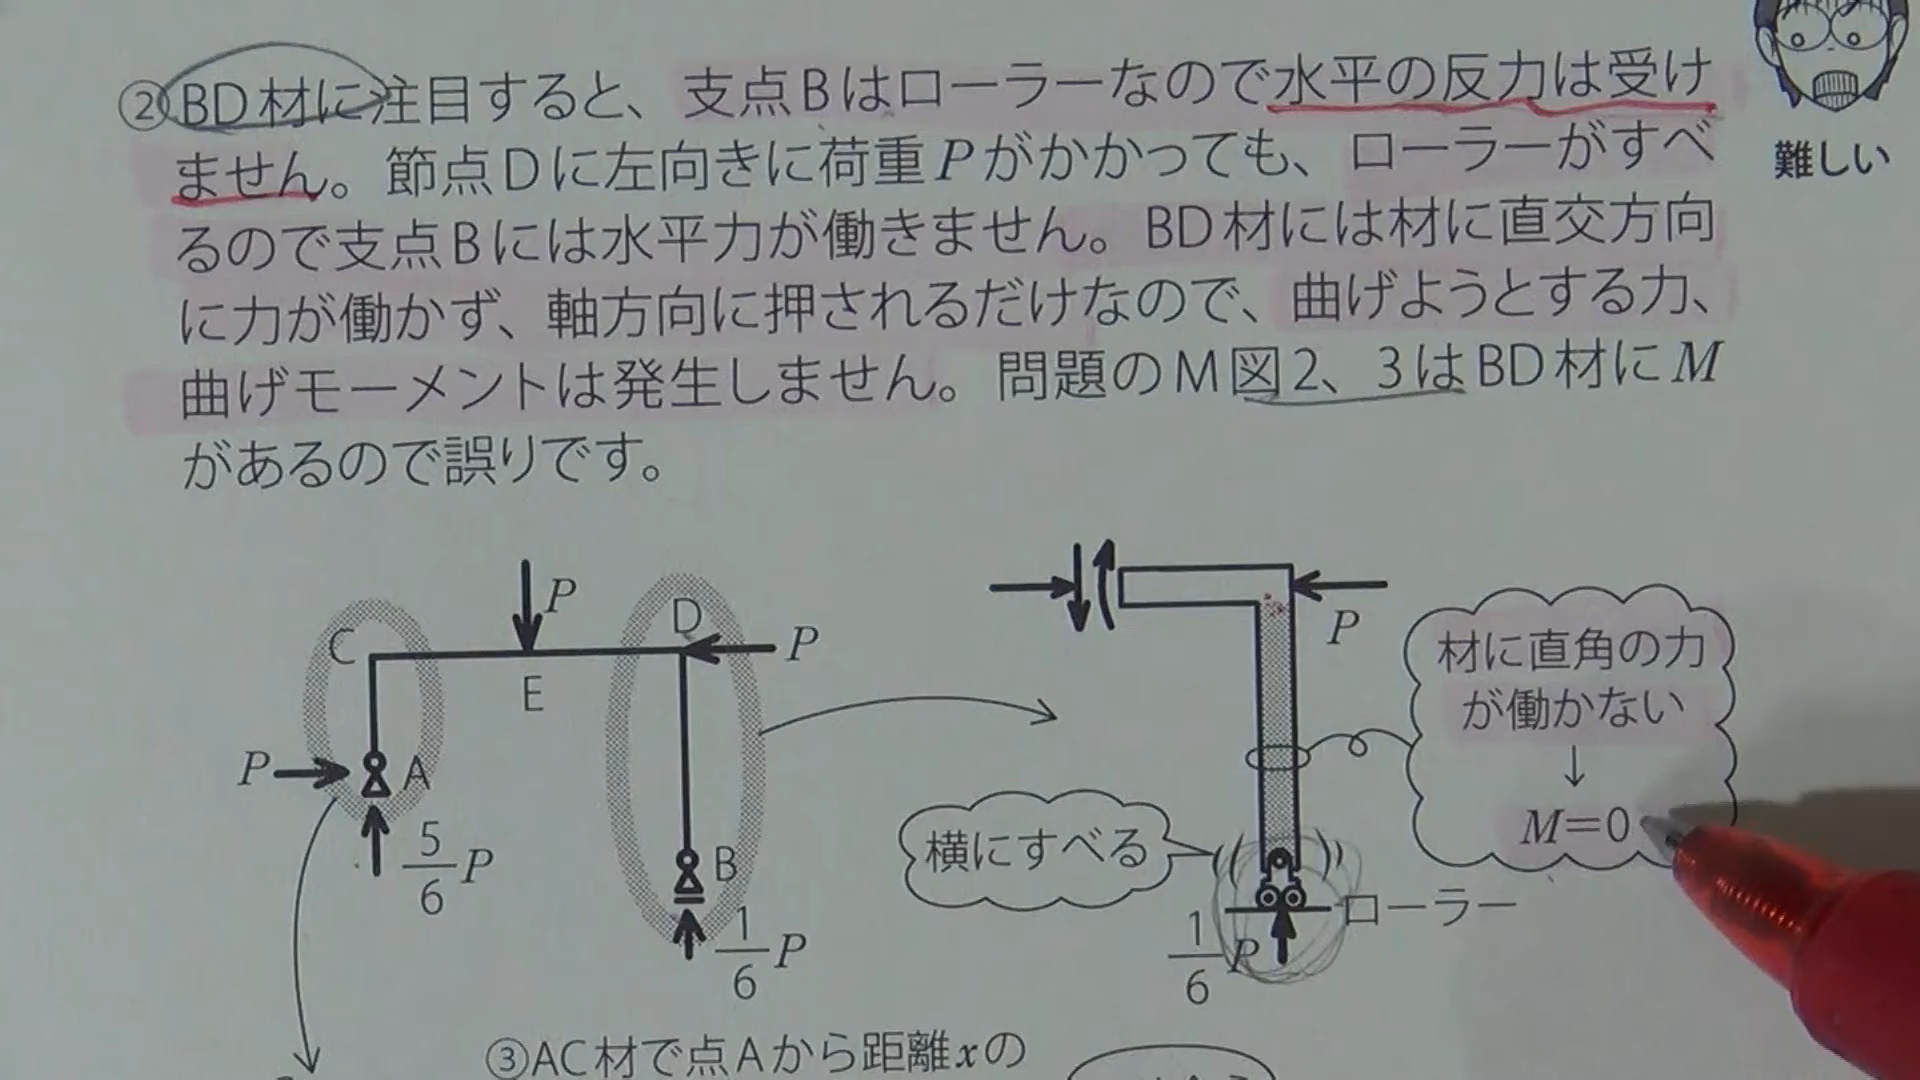 ②BD材に注目すると、支点Bはローラーなので水平の反力は受け
ません。節点Dに左向きに荷重Pがかかっても、ローラーがすべ
るので支点Bには水平力が働きません。BD材には材に直交方向
に力が働かず、軸方向に押されるだけなので、曲げようとする力、
曲げモーメントは発生しません。問題のM図2、3はBD材にM
があるので誤りです。
難しい
P
C
D
P
E
P
A
5/6 P
B
1/6 P
P
材に直角の力
が働かない
↓
M=0
横にすべる
ローラー
1/6 P
③AC材で点Aから距離xの